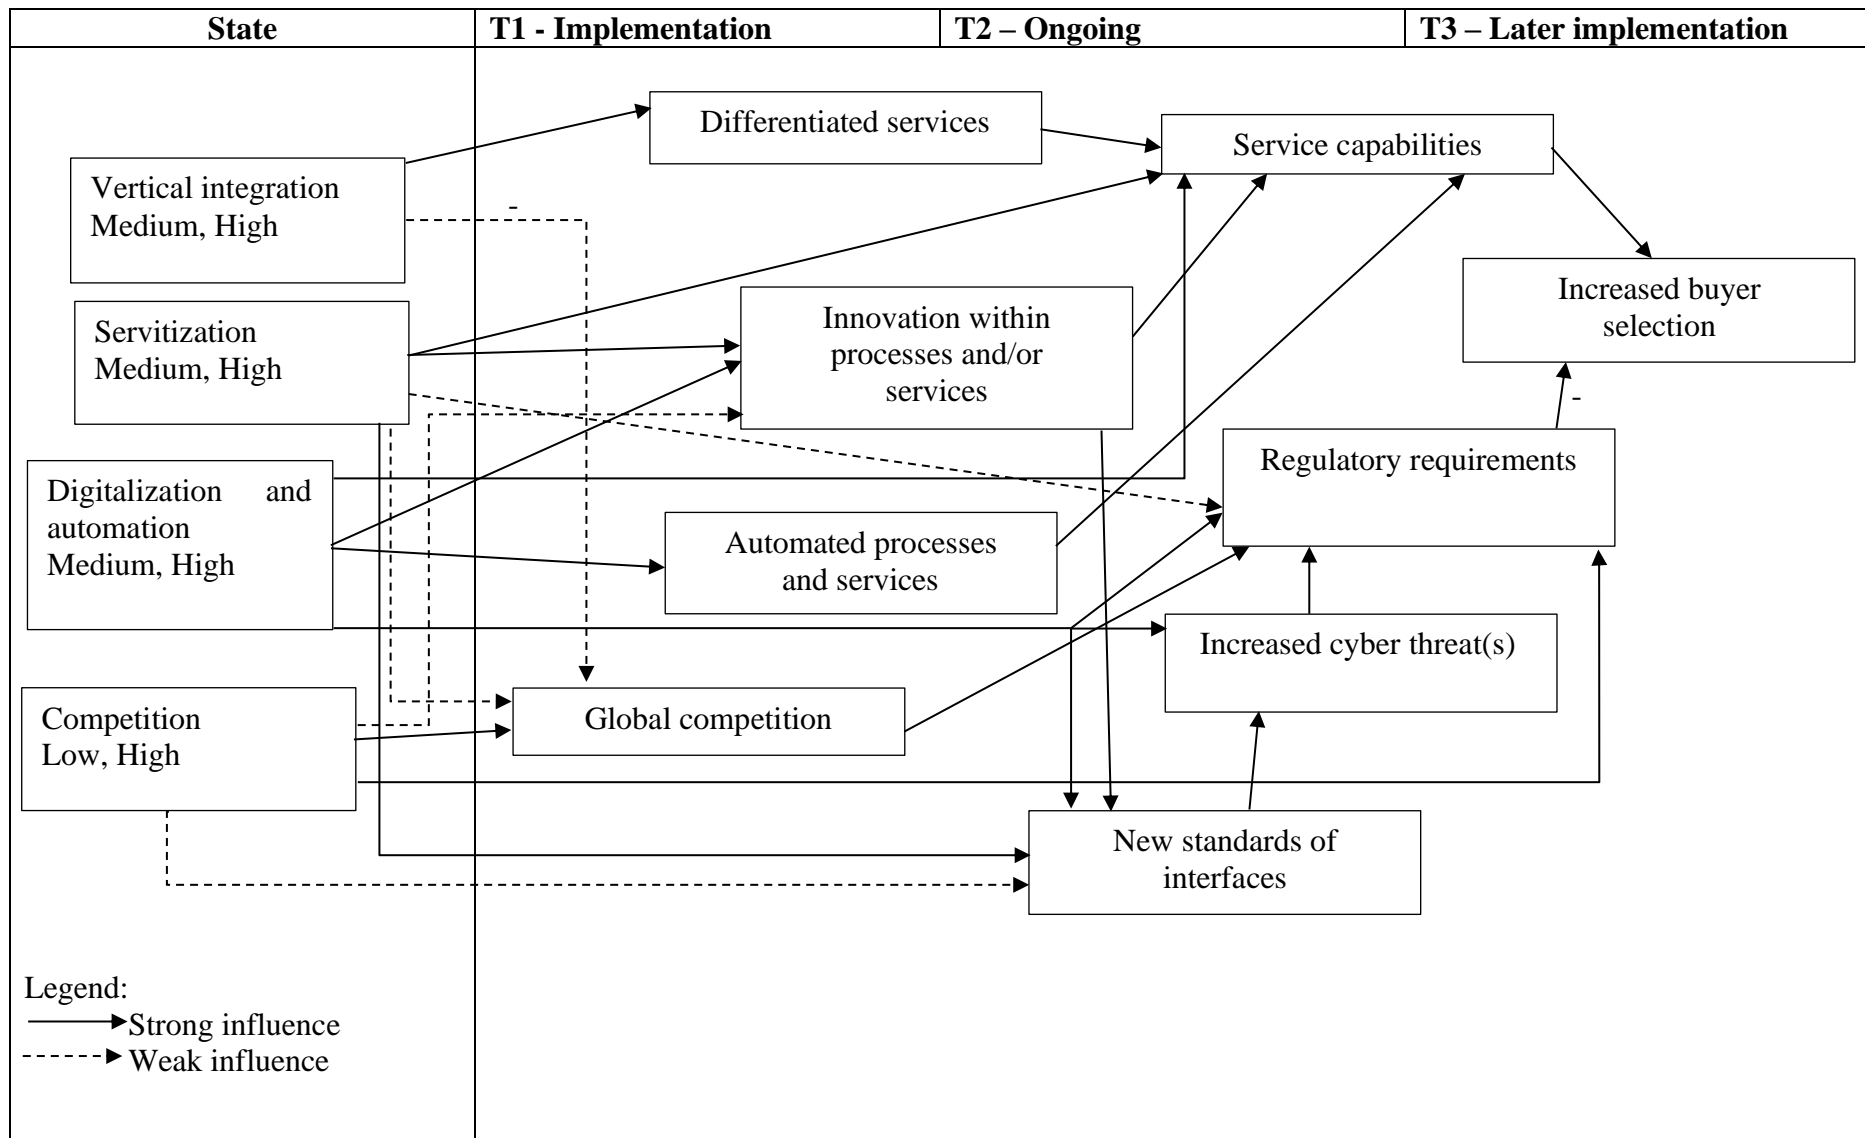 State
T1 - Implementation
T2 – Ongoing
T3 – Later implementation
Differentiated services
Service capabilities
Vertical integration
Medium, High
-
Increased buyer
selection
Servitization
Medium, High
Innovation within
processes and/or
services
-
Regulatory requirements
Digitalization and
automation
Medium, High
Automated processes
and services
Increased cyber threat(s)
Competition
Low, High
Global competition
New standards of
interfaces
Legend:
Strong influence
Weak influence